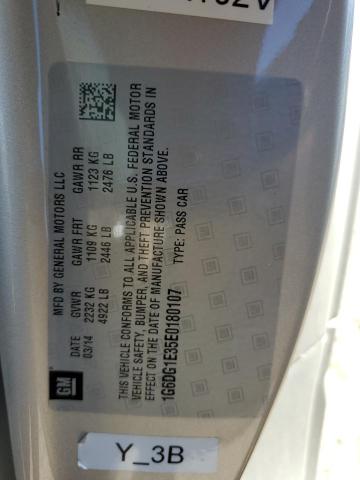 MFD BY GENERAL MOTORS LLC
DATE GVWR GAWR FRT GAWR RR
03/14 2232 KG 1109 KG 1123 KG
4922 LB 2446 LB 2476 LB
THIS VEHICLE CONFORMS TO ALL APPLICABLE U.S. FEDERAL MOTOR
VEHICLE SAFETY, BUMPER, AND THEFT PREVENTION STANDARDS IN
EFFECT ON THE DATE OF MANUFACTURE SHOWN ABOVE.
1G6DG1E35E0180107 TYPE: PASS CAR
GM
Y_3B